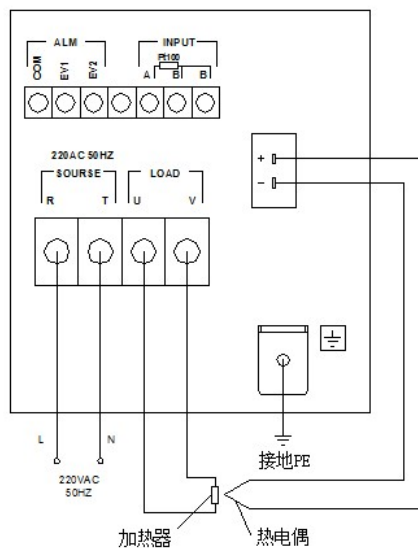 ALM INPUT
COM EV1 EV2 Pt100
A B B
220AC 50HZ
SOURSE LOAD
R T U V
+
−
L N
220VAC
50HZ
接地PE
加热器 热电偶